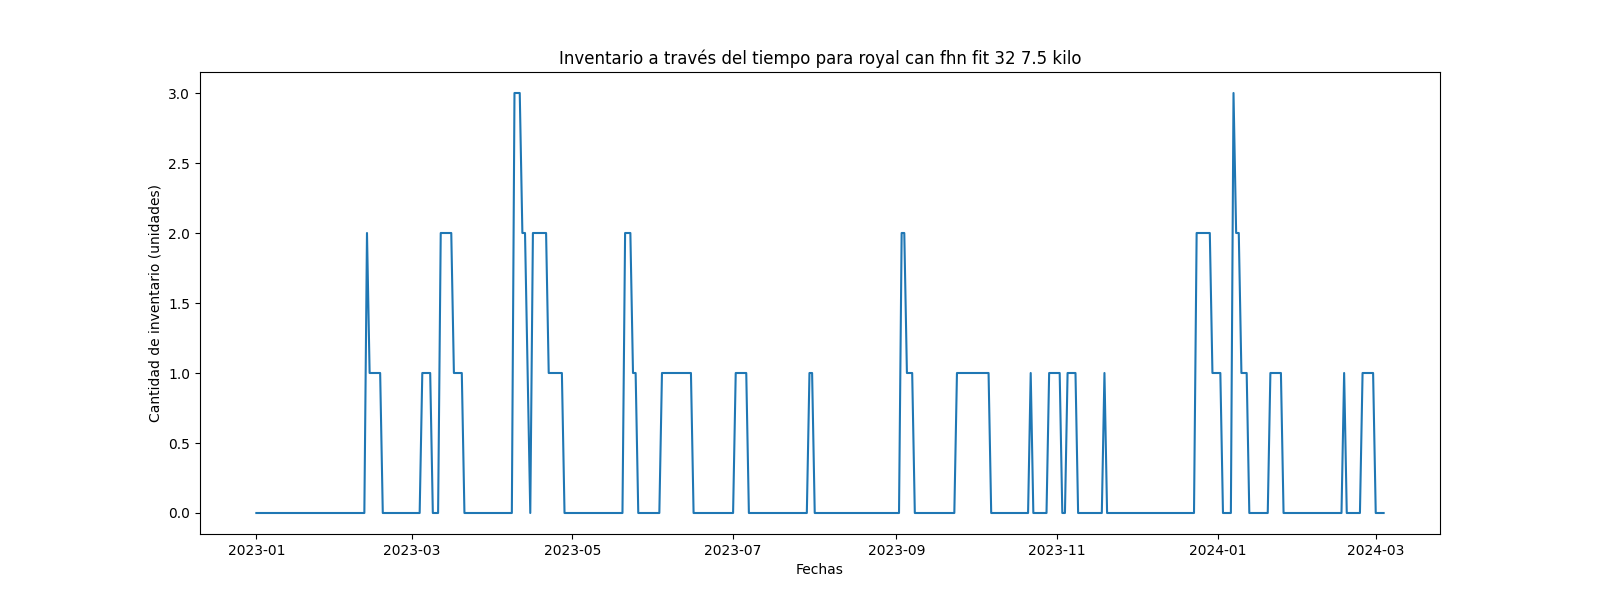 Inventario a través del tiempo para royal can fhn fit 32 7.5 kilo
3.0
2.5
2.0
1.5
1.0
0.5
0.0
Cantidad de inventario (unidades)
2023-01 2023-03 2023-05 2023-07 2023-09 2023-11 2024-01 2024-03
Fechas